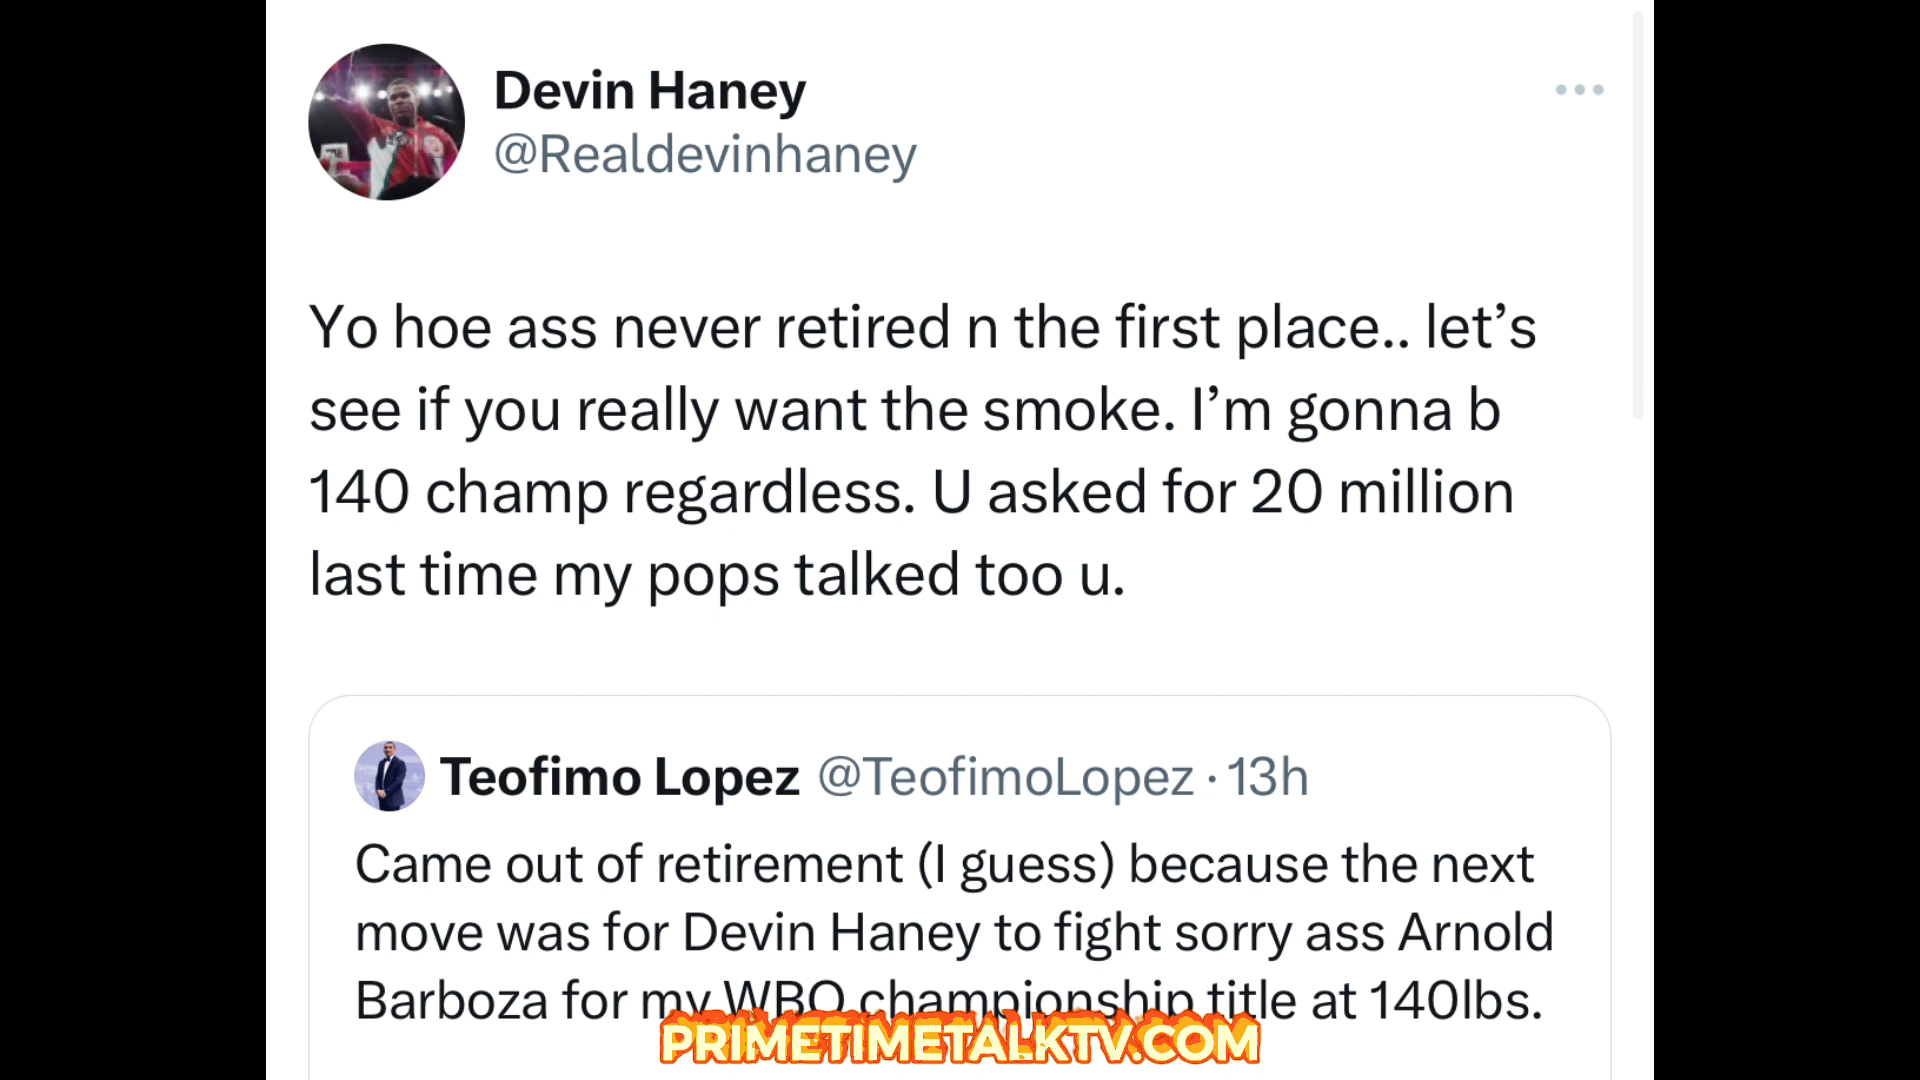 Devin Haney
@Realdevinhaney
Yo hoe ass never retired n the first place.. let’s
see if you really want the smoke. I’m gonna b
140 champ regardless. U asked for 20 million
last time my pops talked too u.
Teofimo Lopez @TeofimoLopez · 13h
Came out of retirement (I guess) because the next
move was for Devin Haney to fight sorry ass Arnold
Barboza for my WBO championship title at 140lbs.
PRIMETIMETALKTV.COM